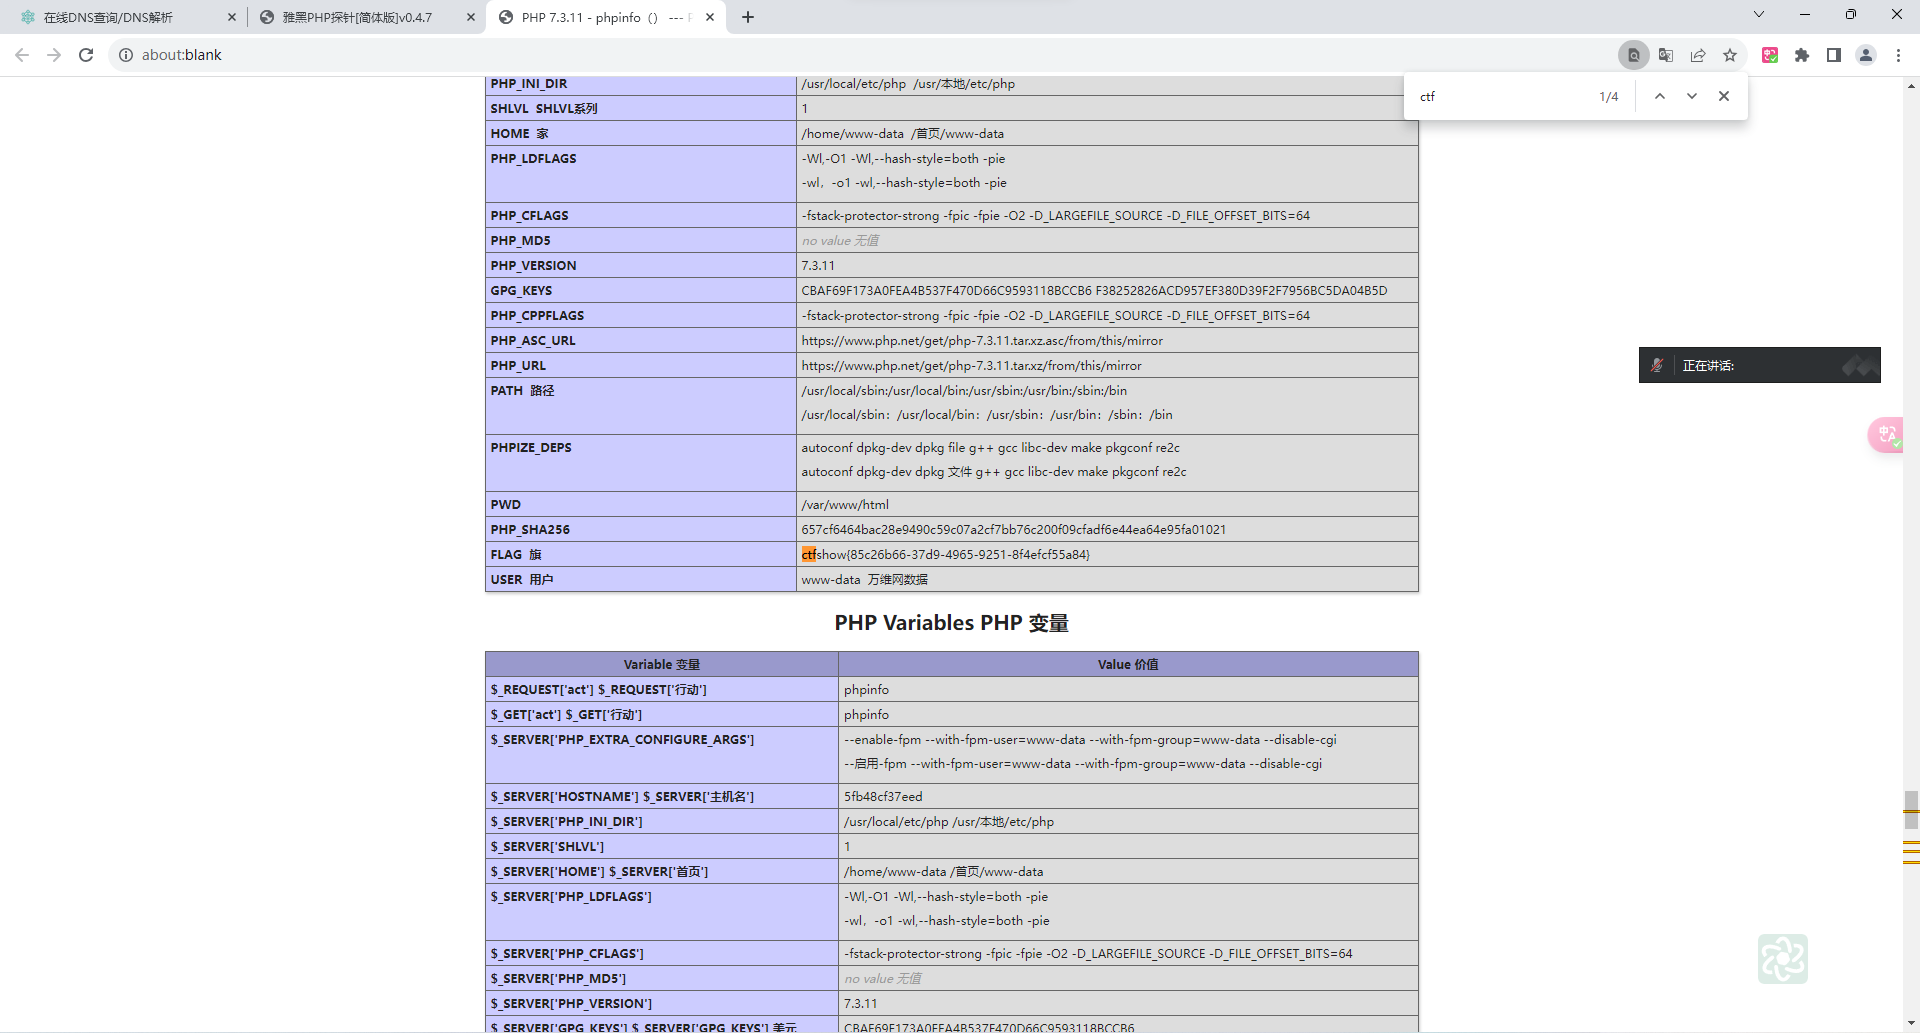 在线DNS查询/DNS解析
雅黑PHP探针[简体版]v0.4.7
PHP 7.3.11 - phpinfo（） --- P
about:blank
ctf 1/4
PHP_INI_DIR /usr/local/etc/php /usr/本地/etc/php
SHLVL SHLVL系列 1
HOME 家 /home/www-data /首页/www-data
PHP_LDFLAGS -Wl,-O1 -Wl,--hash-style=both -pie
-wl，-o1 -wl,--hash-style=both -pie
PHP_CFLAGS -fstack-protector-strong -fpic -fpie -O2 -D_LARGEFILE_SOURCE -D_FILE_OFFSET_BITS=64
PHP_MD5 no value 无值
PHP_VERSION 7.3.11
GPG_KEYS CBAF69F173A0FEA4B537F470D66C9593118BCCB6 F38252826ACD957EF380D39F2F7956BC5DA04B5D
PHP_CPPFLAGS -fstack-protector-strong -fpic -fpie -O2 -D_LARGEFILE_SOURCE -D_FILE_OFFSET_BITS=64
PHP_ASC_URL https://www.php.net/get/php-7.3.11.tar.xz.asc/from/this/mirror
PHP_URL https://www.php.net/get/php-7.3.11.tar.xz/from/this/mirror
正在讲话:
PATH 路径 /usr/local/sbin:/usr/local/bin:/usr/sbin:/usr/bin:/sbin:/bin
/usr/local/sbin：/usr/local/bin：/usr/sbin：/usr/bin：/sbin：/bin
PHPIZE_DEPS autoconf dpkg-dev dpkg file g++ gcc libc-dev make pkgconf re2c
autoconf dpkg-dev dpkg 文件 g++ gcc libc-dev make pkgconf re2c
PWD /var/www/html
PHP_SHA256 657cf6464bac28e9490c59c07a2cf7bb76c200f09cfadf6e44ea64e95fa01021
FLAG 旗 ctfshow{85c26b66-37d9-4965-9251-8f4efcf55a84}
USER 用户 www-data 万维网数据
PHP Variables PHP 变量
Variable 变量 Value 价值
$_REQUEST['act'] $_REQUEST['行动'] phpinfo
$_GET['act'] $_GET['行动'] phpinfo
$_SERVER['PHP_EXTRA_CONFIGURE_ARGS'] --enable-fpm --with-fpm-user=www-data --with-fpm-group=www-data --disable-cgi
--启用-fpm --with-fpm-user=www-data --with-fpm-group=www-data --disable-cgi
$_SERVER['HOSTNAME'] $_SERVER['主机名'] 5fb48cf37eed
$_SERVER['PHP_INI_DIR'] /usr/local/etc/php /usr/本地/etc/php
$_SERVER['SHLVL'] 1
$_SERVER['HOME'] $_SERVER['首页'] /home/www-data /首页/www-data
$_SERVER['PHP_LDFLAGS'] -Wl,-O1 -Wl,--hash-style=both -pie
-wl，-o1 -wl,--hash-style=both -pie
$_SERVER['PHP_CFLAGS'] -fstack-protector-strong -fpic -fpie -O2 -D_LARGEFILE_SOURCE -D_FILE_OFFSET_BITS=64
$_SERVER['PHP_MD5'] no value 无值
$_SERVER['PHP_VERSION'] 7.3.11
$_SERVER['GPG_KEYS'] $_SERVER['GPG_KEYS'] 美元 CBAF69F173A0FEA4B537F470D66C9593118BCCB6